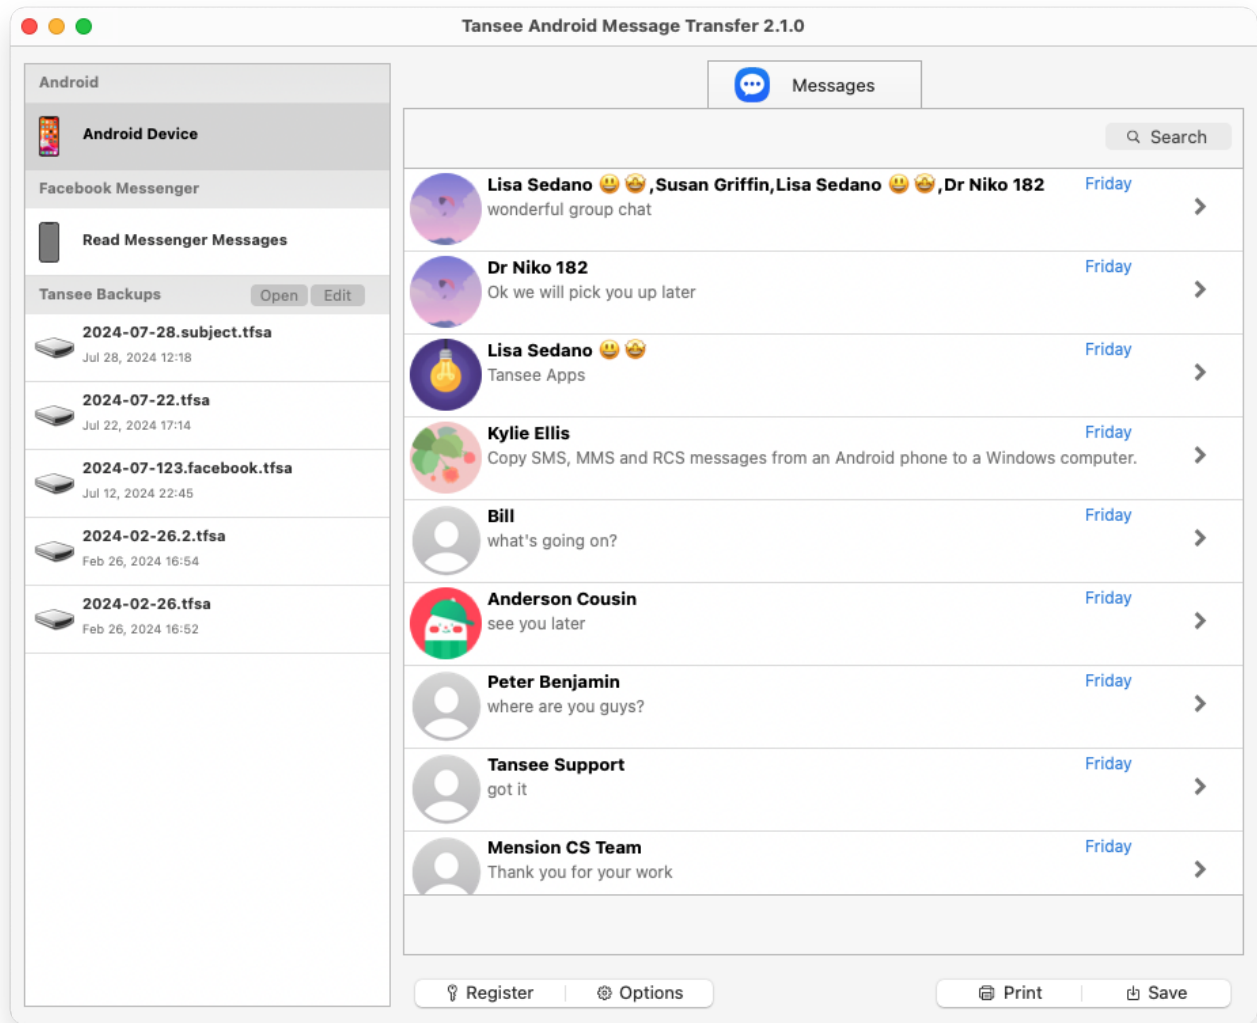 Tansee Android Message Transfer 2.1.0
Android
Android Device
Facebook Messenger
Read Messenger Messages
Tansee Backups Open Edit
2024-07-28.subject.tfsa
Jul 28, 2024 12:18
2024-07-22.tfsa
Jul 22, 2024 17:14
2024-07-123.facebook.tfsa
Jul 12, 2024 22:45
2024-02-26.2.tfsa
Feb 26, 2024 16:54
2024-02-26.tfsa
Feb 26, 2024 16:52
Messages
Search
Lisa Sedano 😃 🤩,Susan Griffin,Lisa Sedano 😃 🤩,Dr Niko 182 Friday
wonderful group chat
Dr Niko 182 Friday
Ok we will pick you up later
Lisa Sedano 😃 🤩 Friday
Tansee Apps
Kylie Ellis Friday
Copy SMS, MMS and RCS messages from an Android phone to a Windows computer.
Bill Friday
what's going on?
Anderson Cousin Friday
see you later
Peter Benjamin Friday
where are you guys?
Tansee Support Friday
got it
Mension CS Team Friday
Thank you for your work
Register Options Print Save